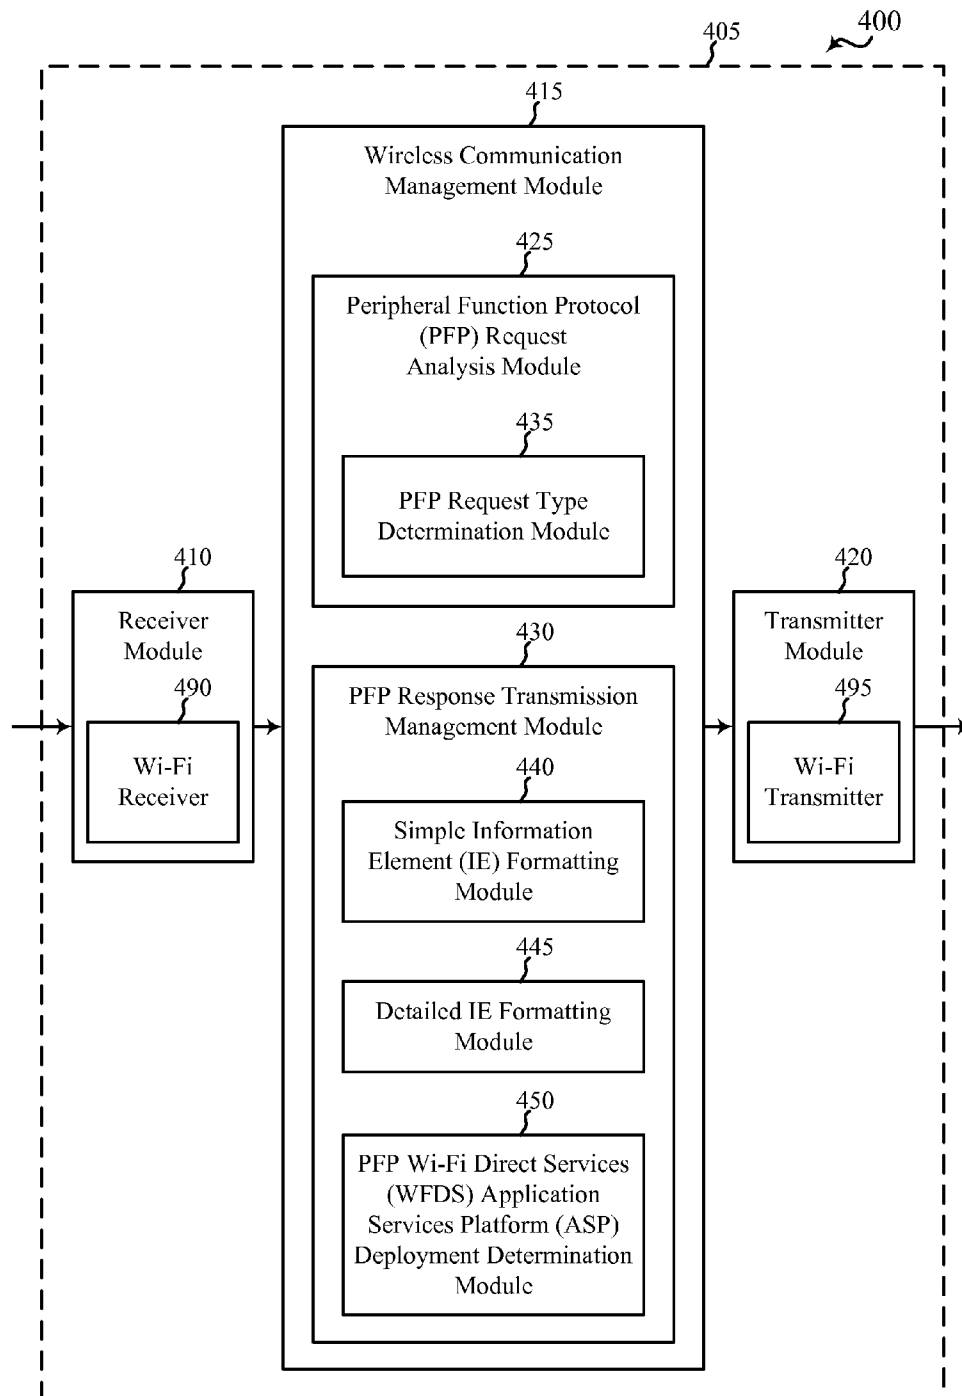 400
405
415
Wireless Communication
Management Module
425
Peripheral Function Protocol
(PFP) Request
Analysis Module
435
PFP Request Type
Determination Module
410
Receiver
Module
490
Wi-Fi
Receiver
430
PFP Response Transmission
Management Module
440
Simple Information
Element (IE) Formatting
Module
445
Detailed IE Formatting
Module
450
PFP Wi-Fi Direct Services
(WFDS) Application
Services Platform (ASP)
Deployment Determination
Module
420
Transmitter
Module
495
Wi-Fi
Transmitter